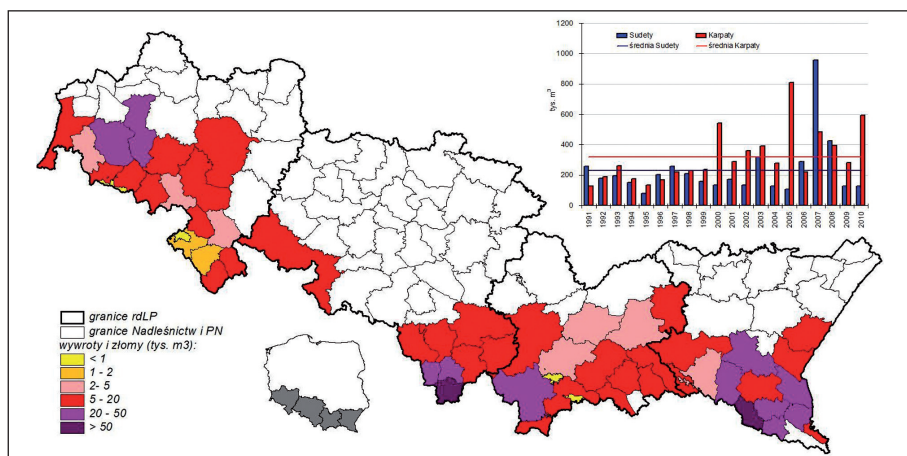 1200
1000
800
600
400
200
0
tys. m³
Sudety
Karpaty
średnia Sudety
średnia Karpaty
1991
1992
1993
1994
1995
1996
1997
1998
1999
2000
2001
2002
2003
2004
2005
2006
2007
2008
2009
2010
granice rdLP
granice Nadleśnictw i PN
wywroty i złomy (tys. m3):
< 1
1 - 2
2- 5
5 - 20
20 - 50
> 50